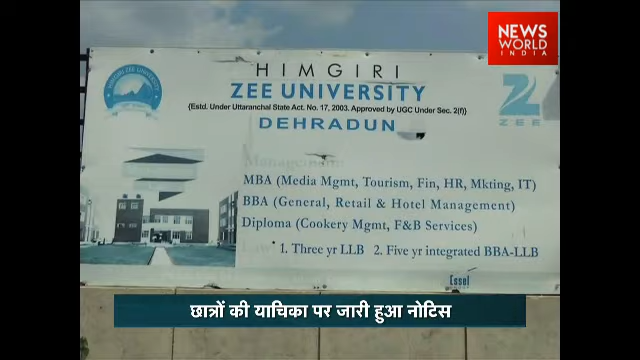 NEWS
WORLD
INDIA
HIMGIRI
ZEE UNIVERSITY
(Estd. Under Uttaranchal State Act. No. 17, 2003. Approved by UGC Under Sec. 2(f)}
DEHRADUN
ZEE
Management
MBA (Media Mgmt, Tourism, Fin, HR, Mkting, IT)
BBA (General, Retail & Hotel Management)
Diploma (Cookery Mgmt, F&B Services)
Law
1. Three yr LLB 2. Five yr integrated BBA-LLB
Essel
छात्रों की याचिका पर जारी हुआ नोटिस